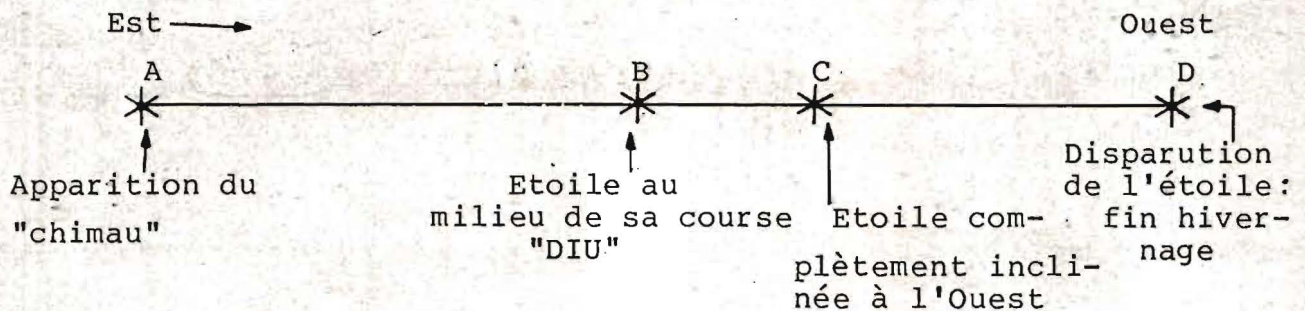 Est Ouest
A B C D
Apparition du
"chimau"
Etoile au
milieu de sa course
"DIU"
Etoile com-
plètement incli-
née à l'Ouest
Disparution
de l'étoile:
fin hiver-
nage